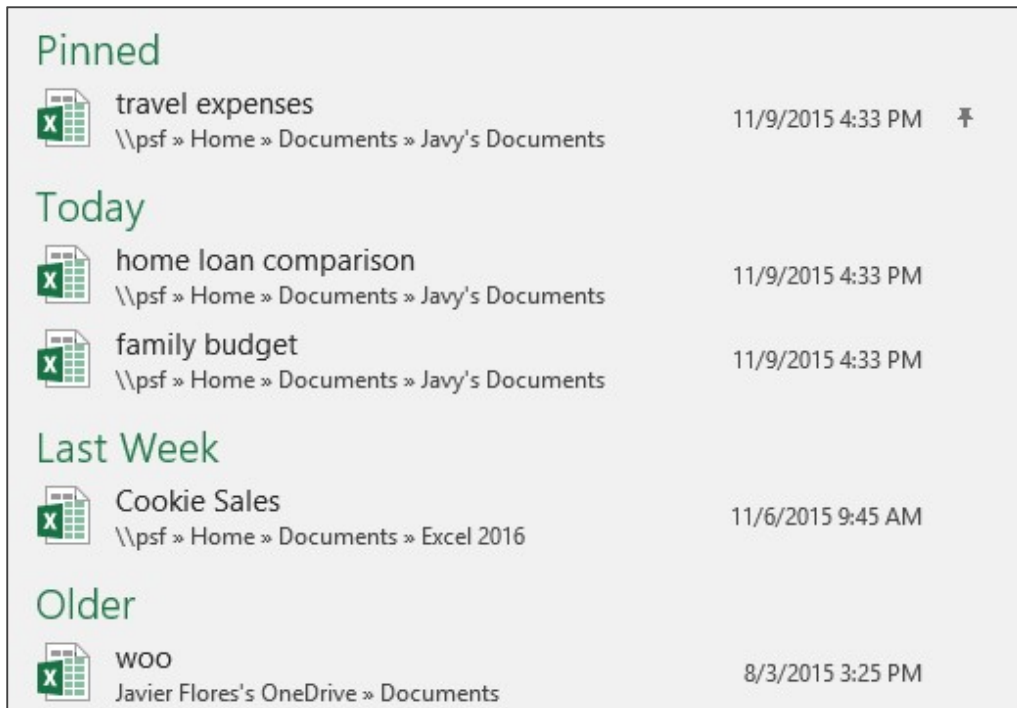 Pinned
travel expenses
\\psf » Home » Documents » Javy's Documents
11/9/2015 4:33 PM
Today
home loan comparison
\\psf » Home » Documents » Javy's Documents
11/9/2015 4:33 PM
family budget
\\psf » Home » Documents » Javy's Documents
11/9/2015 4:33 PM
Last Week
Cookie Sales
\\psf » Home » Documents » Excel 2016
11/6/2015 9:45 AM
Older
woo
Javier Flores's OneDrive » Documents
8/3/2015 3:25 PM